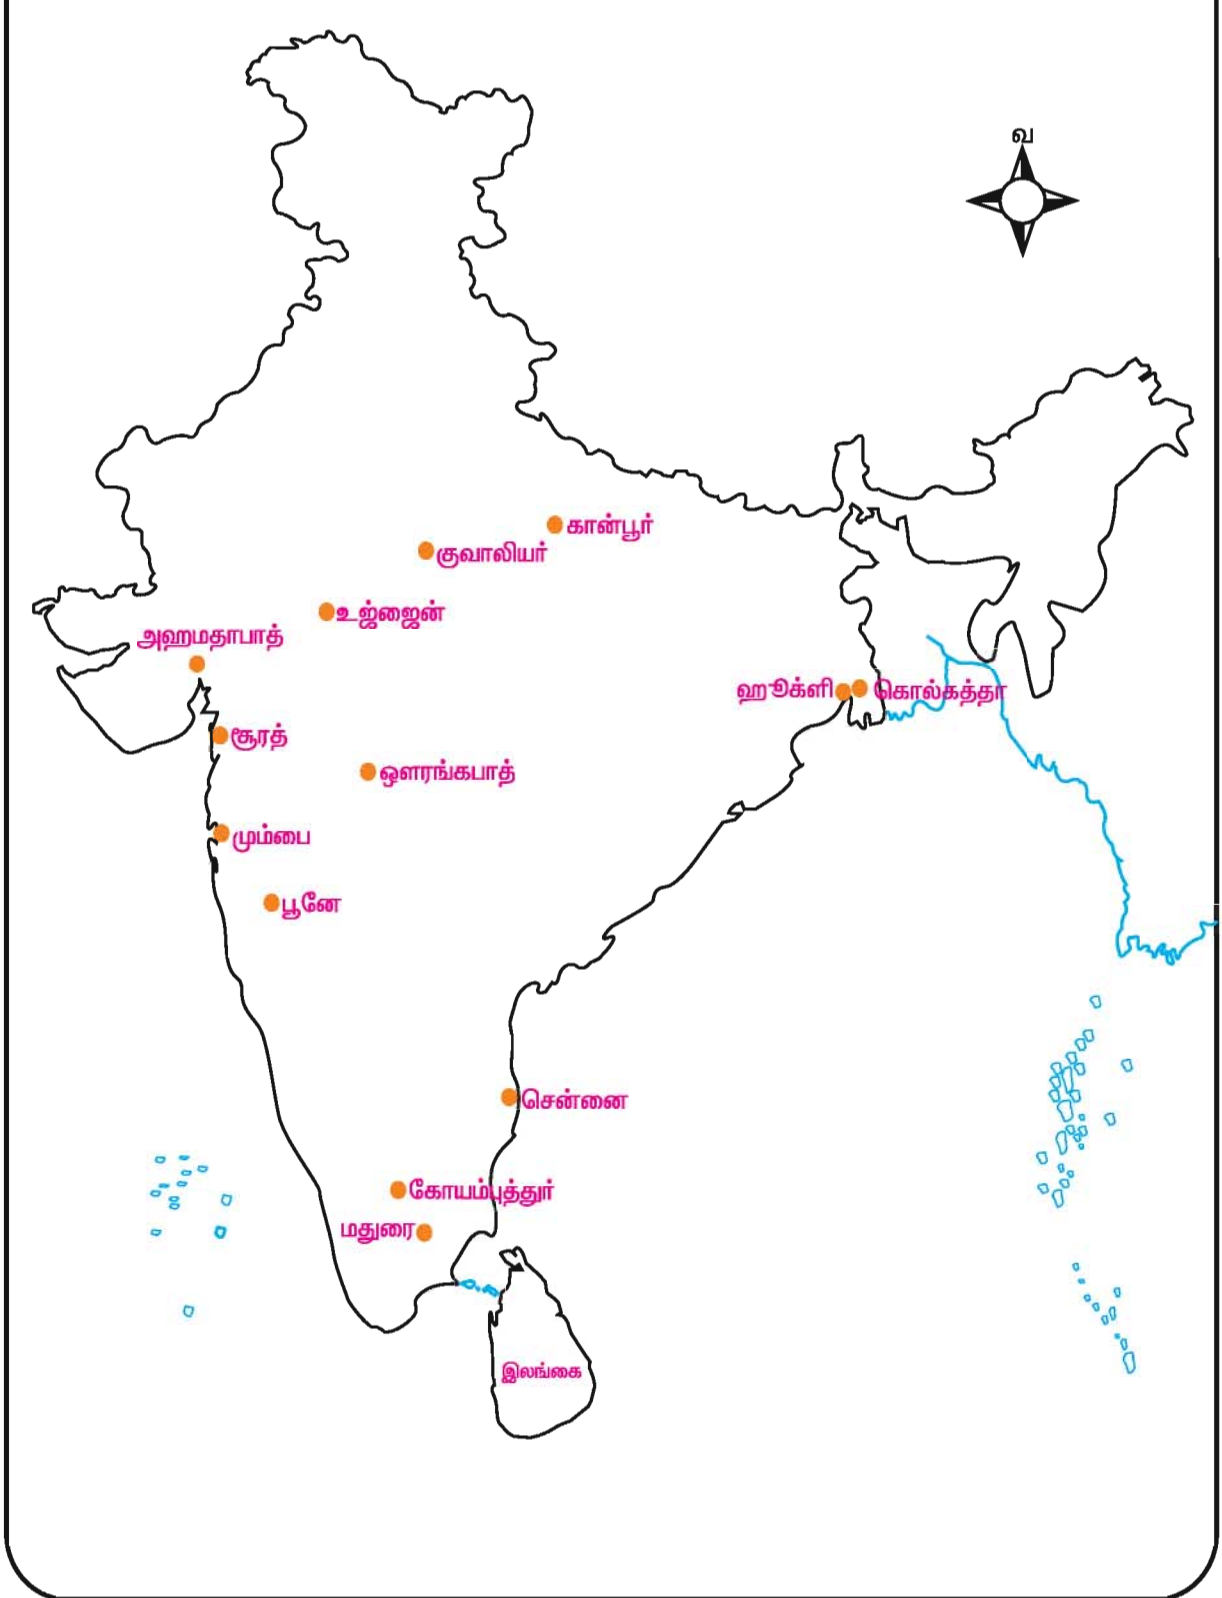 வ
கான்பூர்
குவாலியர்
உஜ்ஜைன்
அஹமதாபாத்
ஹூக்ளி
கொல்கத்தா
சூரத்
ஔரங்கபாத்
மும்பை
பூனே
சென்னை
கோயம்புத்துர்
மதுரை
இலங்கை